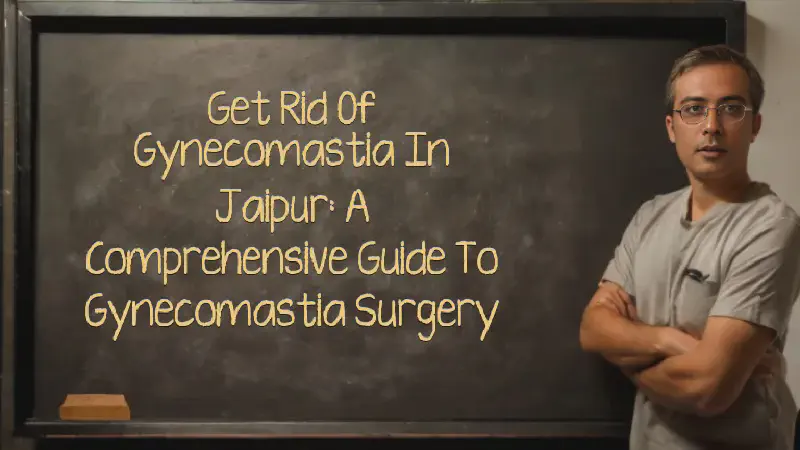 Get Rid Of
Gynecomastia In
Jaipur: A
Comprehensive Guide To
Gynecomastia Surgery